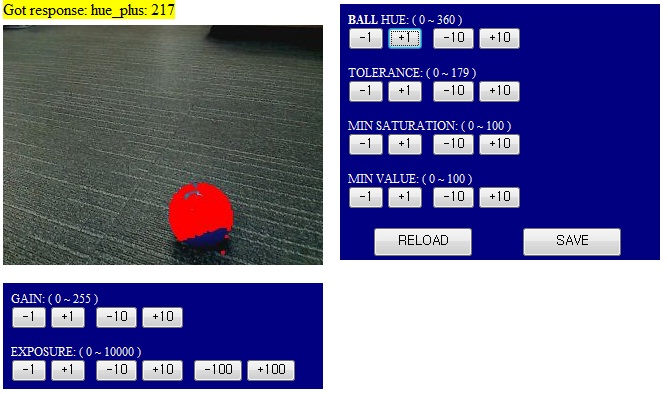 Got response: hue_plus: 217
BALL HUE: ( 0 ~ 360 )
-1 +1 -10 +10
TOLERANCE: ( 0 ~ 179 )
-1 +1 -10 +10
MIN SATURATION: ( 0 ~ 100 )
-1 +1 -10 +10
MIN VALUE: ( 0 ~ 100 )
-1 +1 -10 +10
RELOAD SAVE
GAIN: ( 0 ~ 255 )
-1 +1 -10 +10
EXPOSURE: ( 0 ~ 10000 )
-1 +1 -10 +10 -100 +100